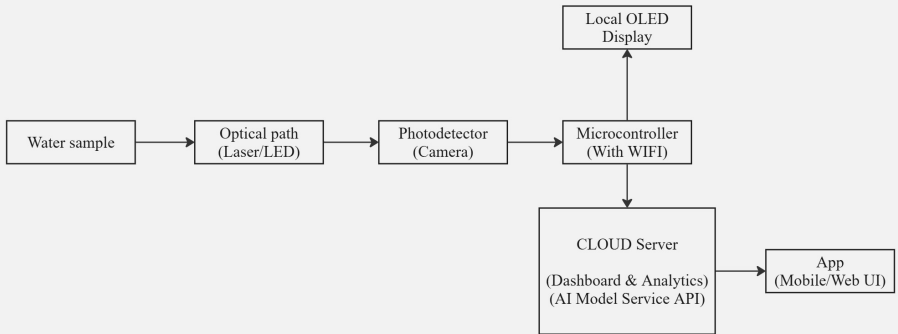 Local OLED
Display
Water sample
Optical path
(Laser/LED)
Photodetector
(Camera)
Microcontroller
(With WIFI)
CLOUD Server
(Dashboard & Analytics)
(AI Model Service API)
App
(Mobile/Web UI)